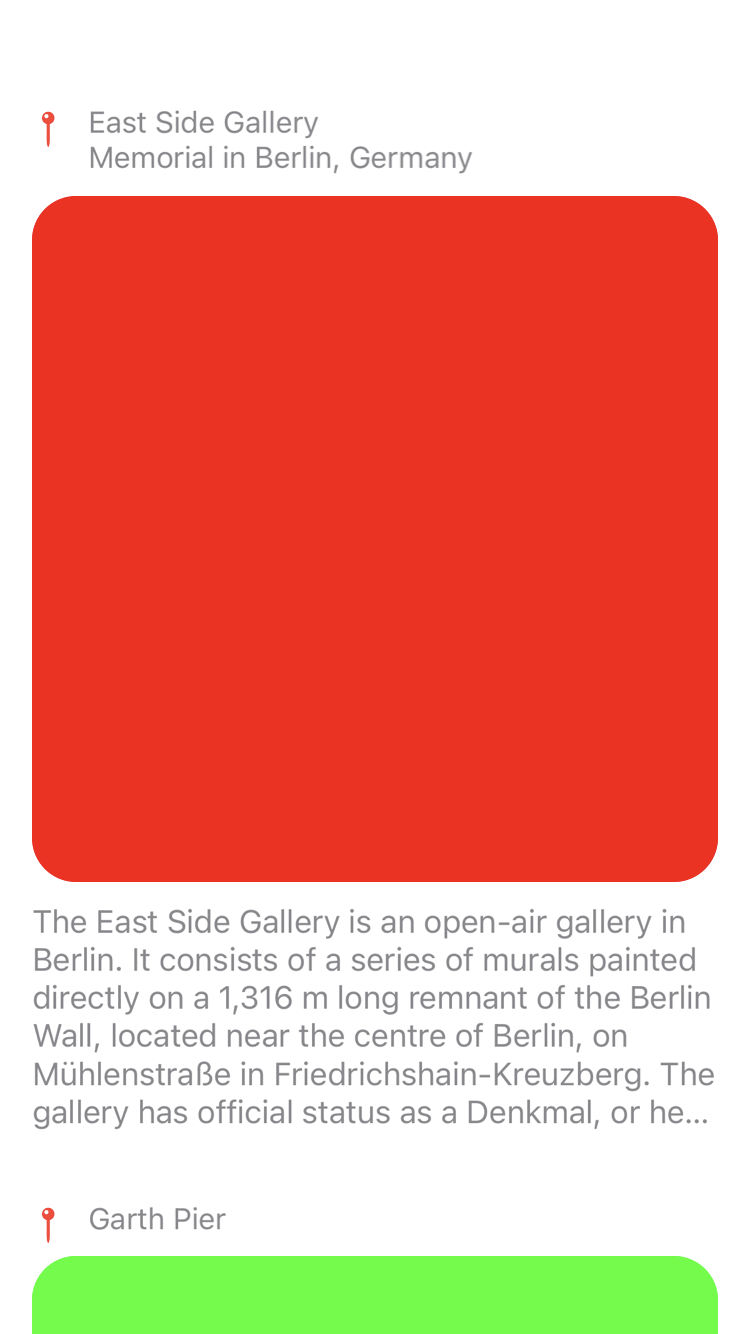 East Side Gallery
Memorial in Berlin, Germany
The East Side Gallery is an open-air gallery in
Berlin. It consists of a series of murals painted
directly on a 1,316 m long remnant of the Berlin
Wall, located near the centre of Berlin, on
Mühlenstraße in Friedrichshain-Kreuzberg. The
gallery has official status as a Denkmal, or he...
Garth Pier